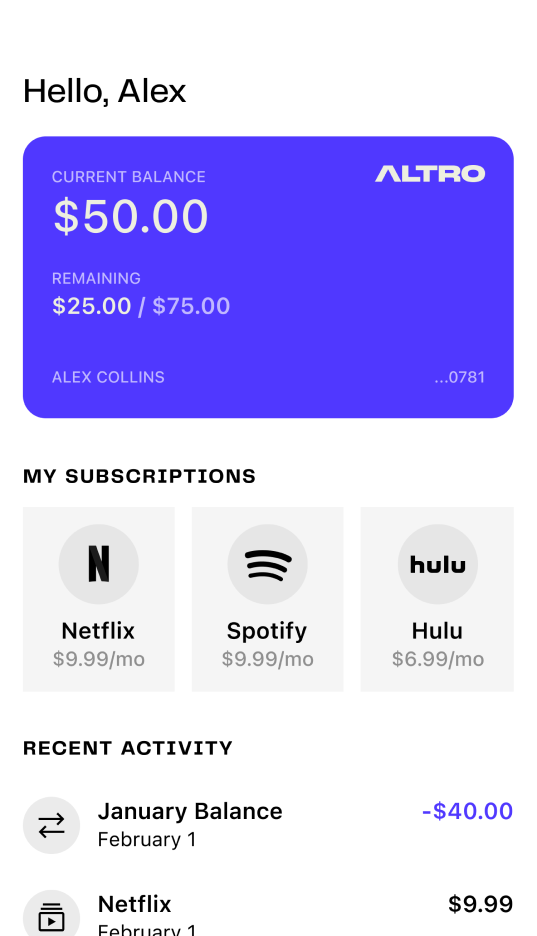 Hello, Alex
CURRENT BALANCE
ALTRO
$50.00
REMAINING
$25.00 / $75.00
ALEX COLLINS
...0781
MY SUBSCRIPTIONS
N
hulu
Netflix
Spotify
Hulu
$9.99/mo
$9.99/mo
$6.99/mo
RECENT ACTIVITY
January Balance
-$40.00
February 1
Netflix
$9.99
February 1